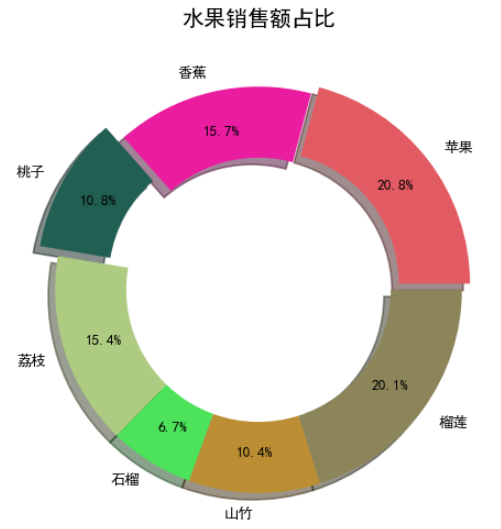 水果销售额占比
香蕉
15.7%
苹果
20.8%
桃子
10.8%
荔枝
15.4%
石榴
6.7%
山竹
10.4%
榴莲
20.1%